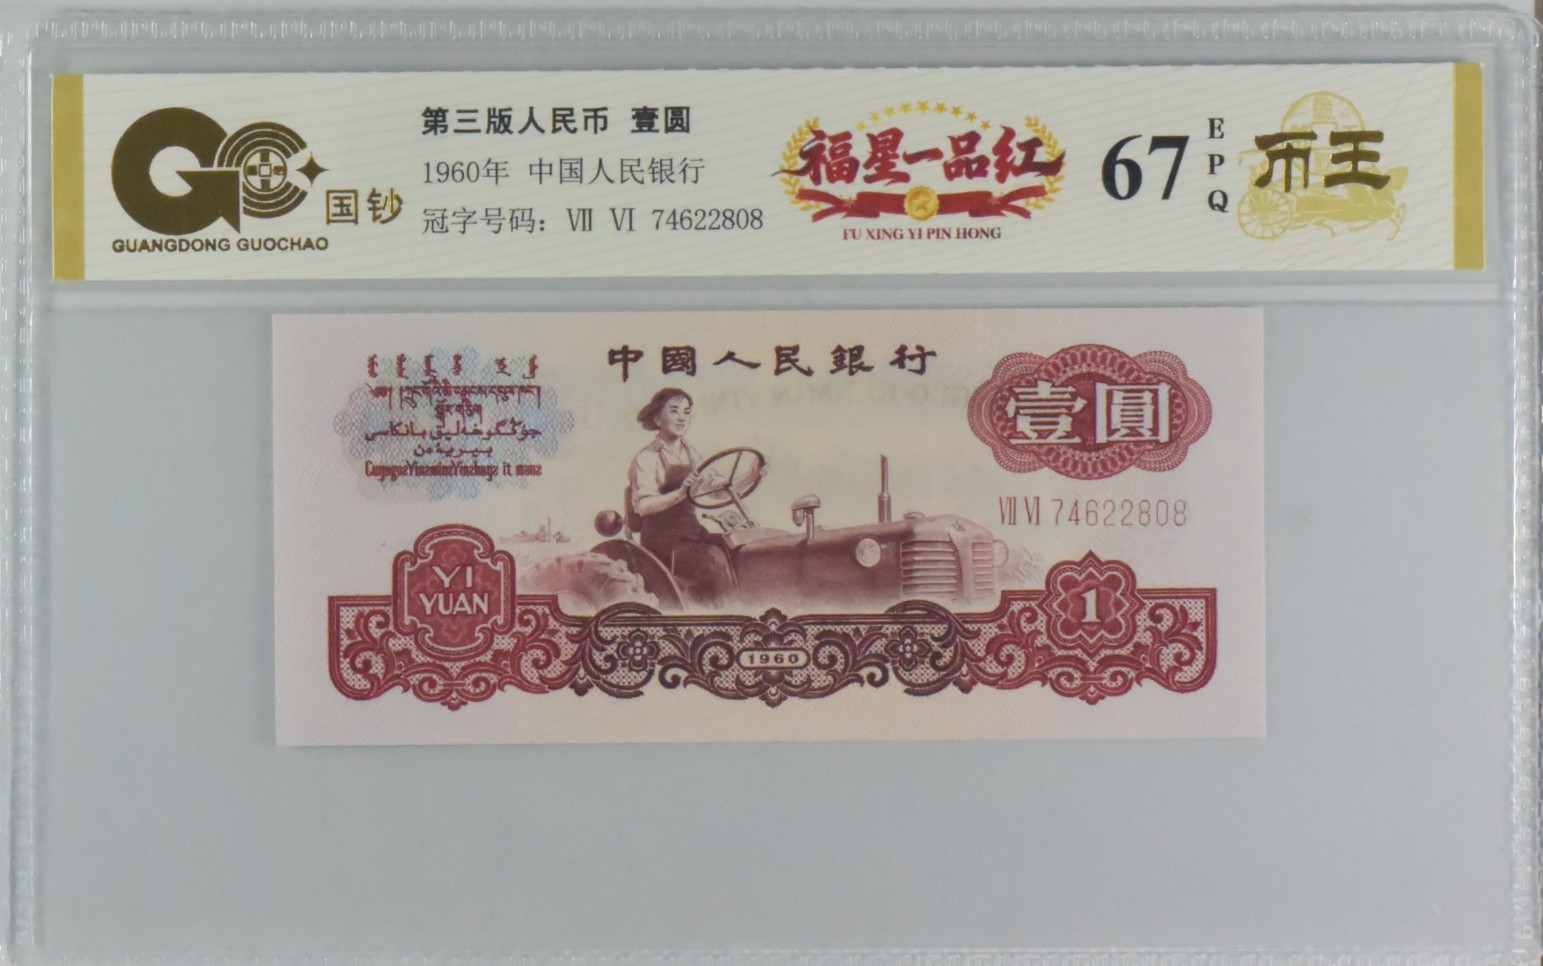 国钞
GUANGDONG GUOCHAO
第三版人民币 壹圆
1960年 中国人民银行
冠字号码：Ⅶ Ⅵ 74622808
福星一品红
FU XING YI PIN HONG
67
EPQ
币王
中國人民銀行
壹圓
Ⅶ Ⅵ 74622808
YI
YUAN
1960
1